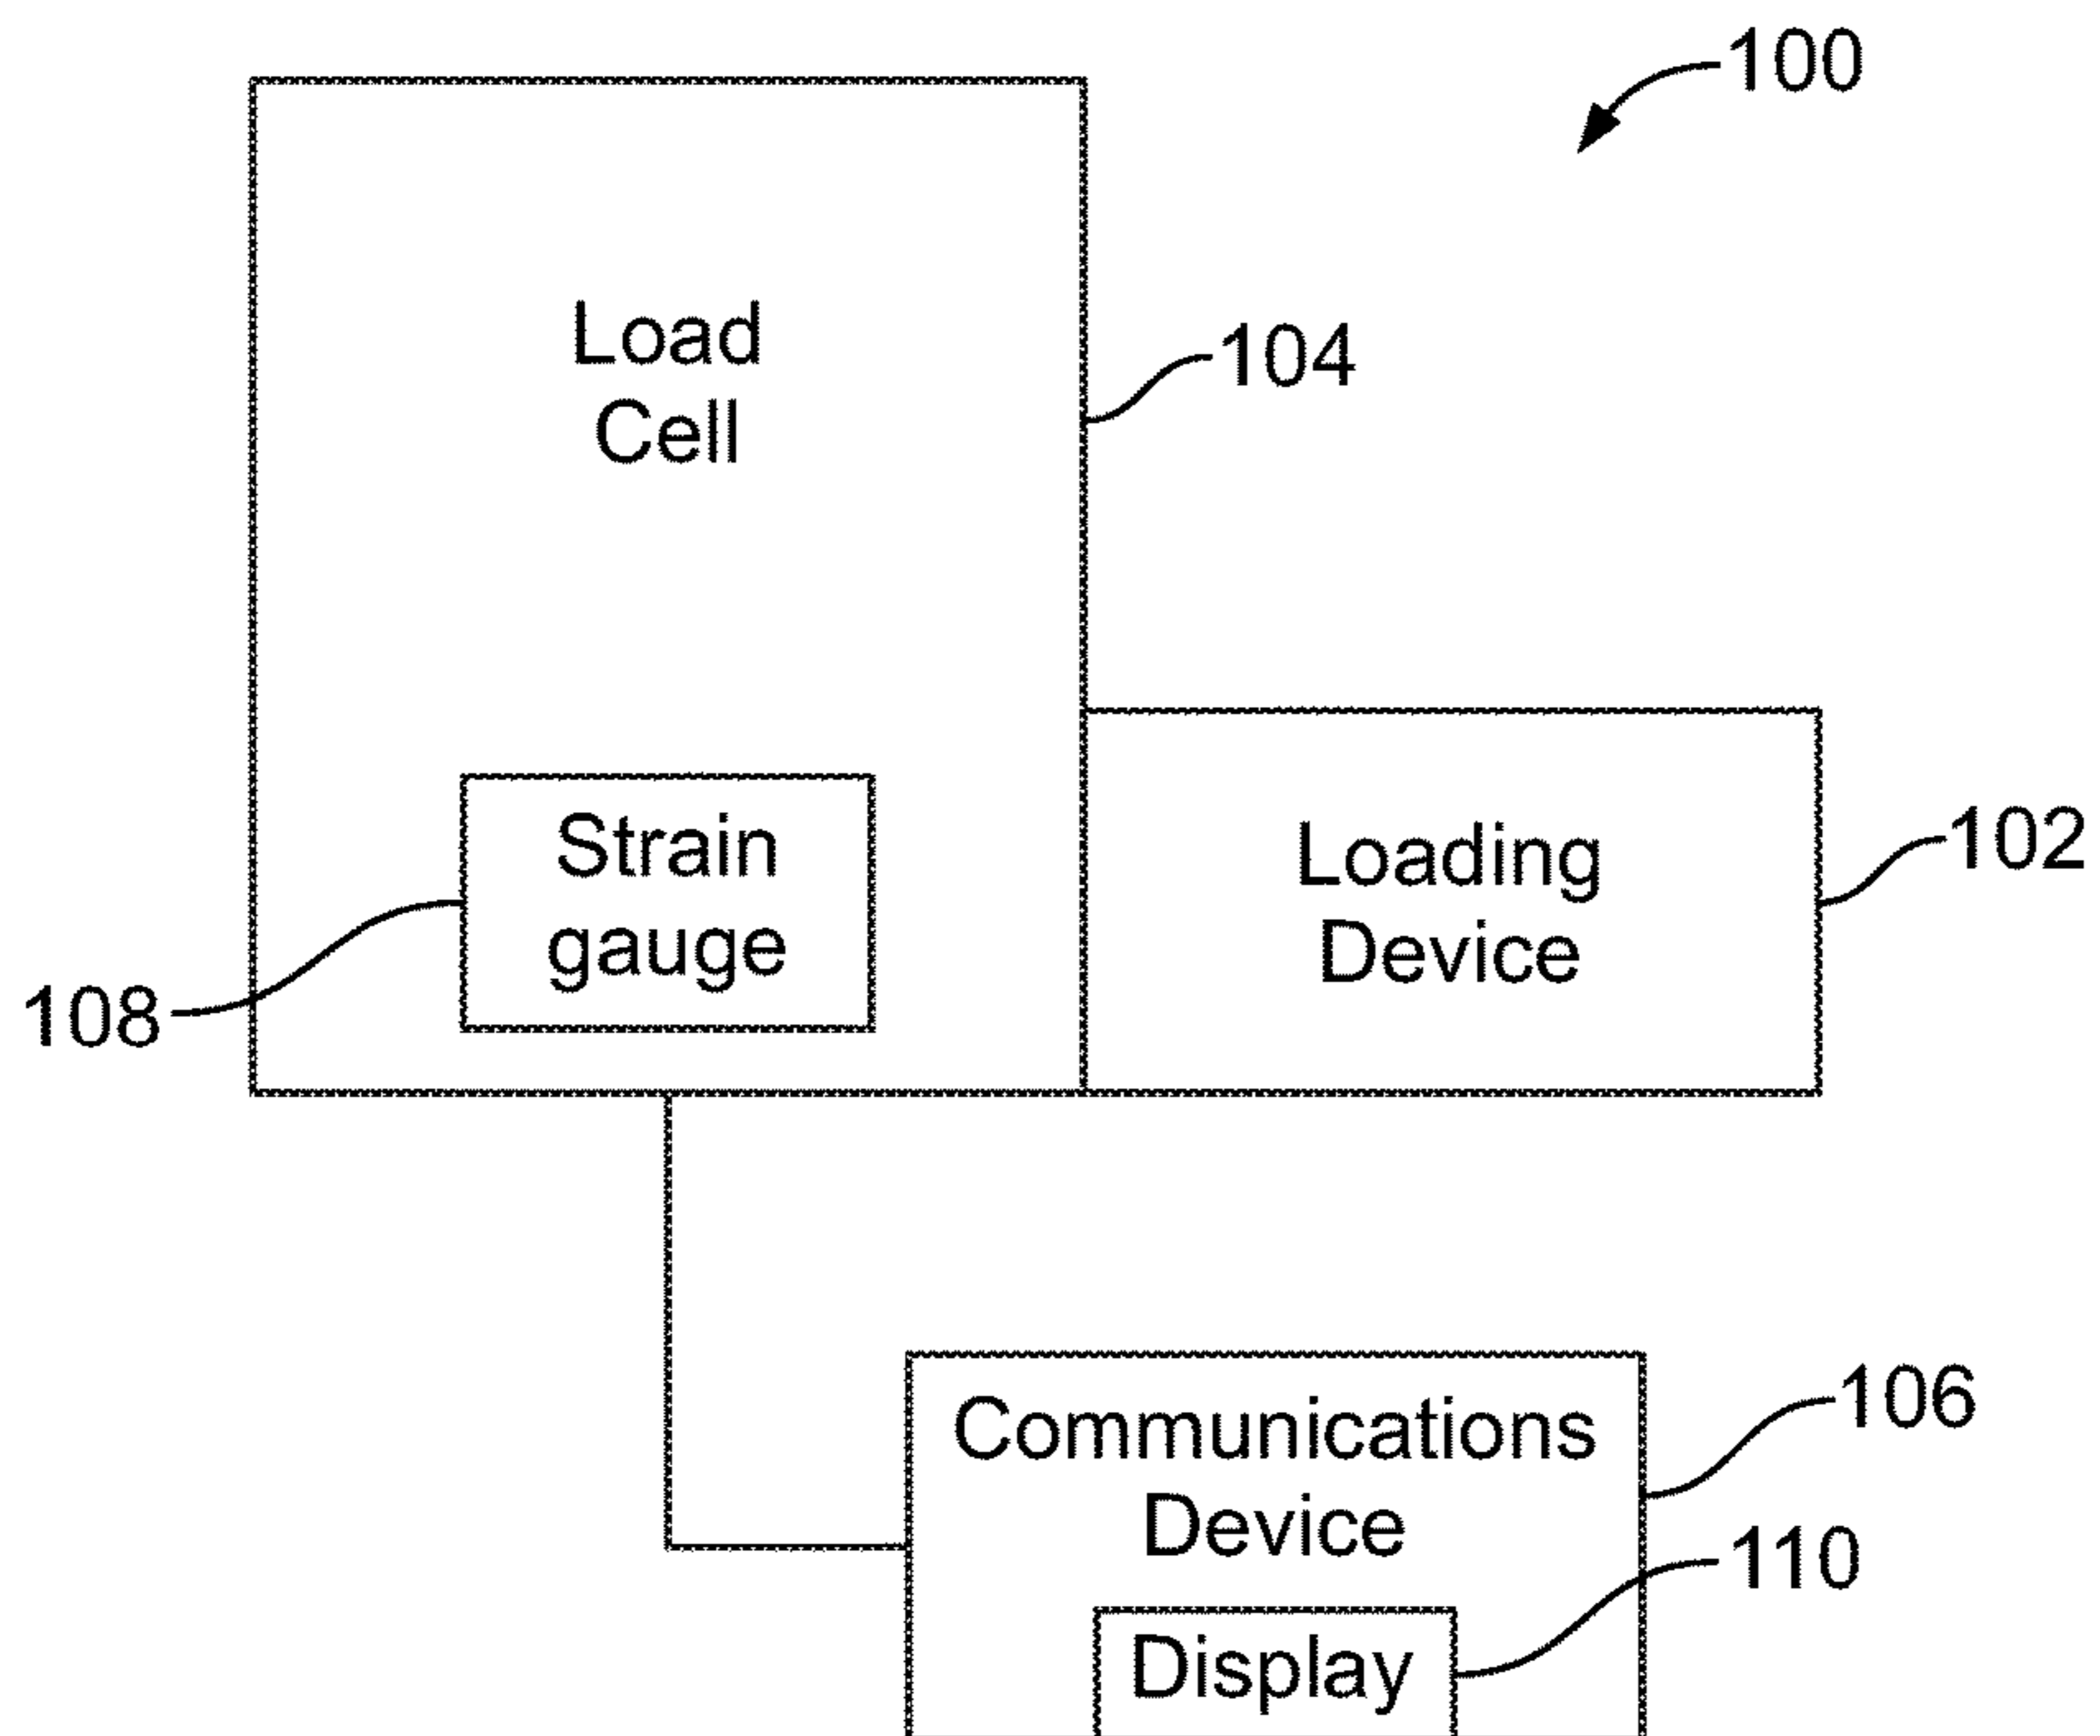 100
Load
Cell
104
Strain
gauge
108
Loading
Device
102
Communications
Device
106
110
Display